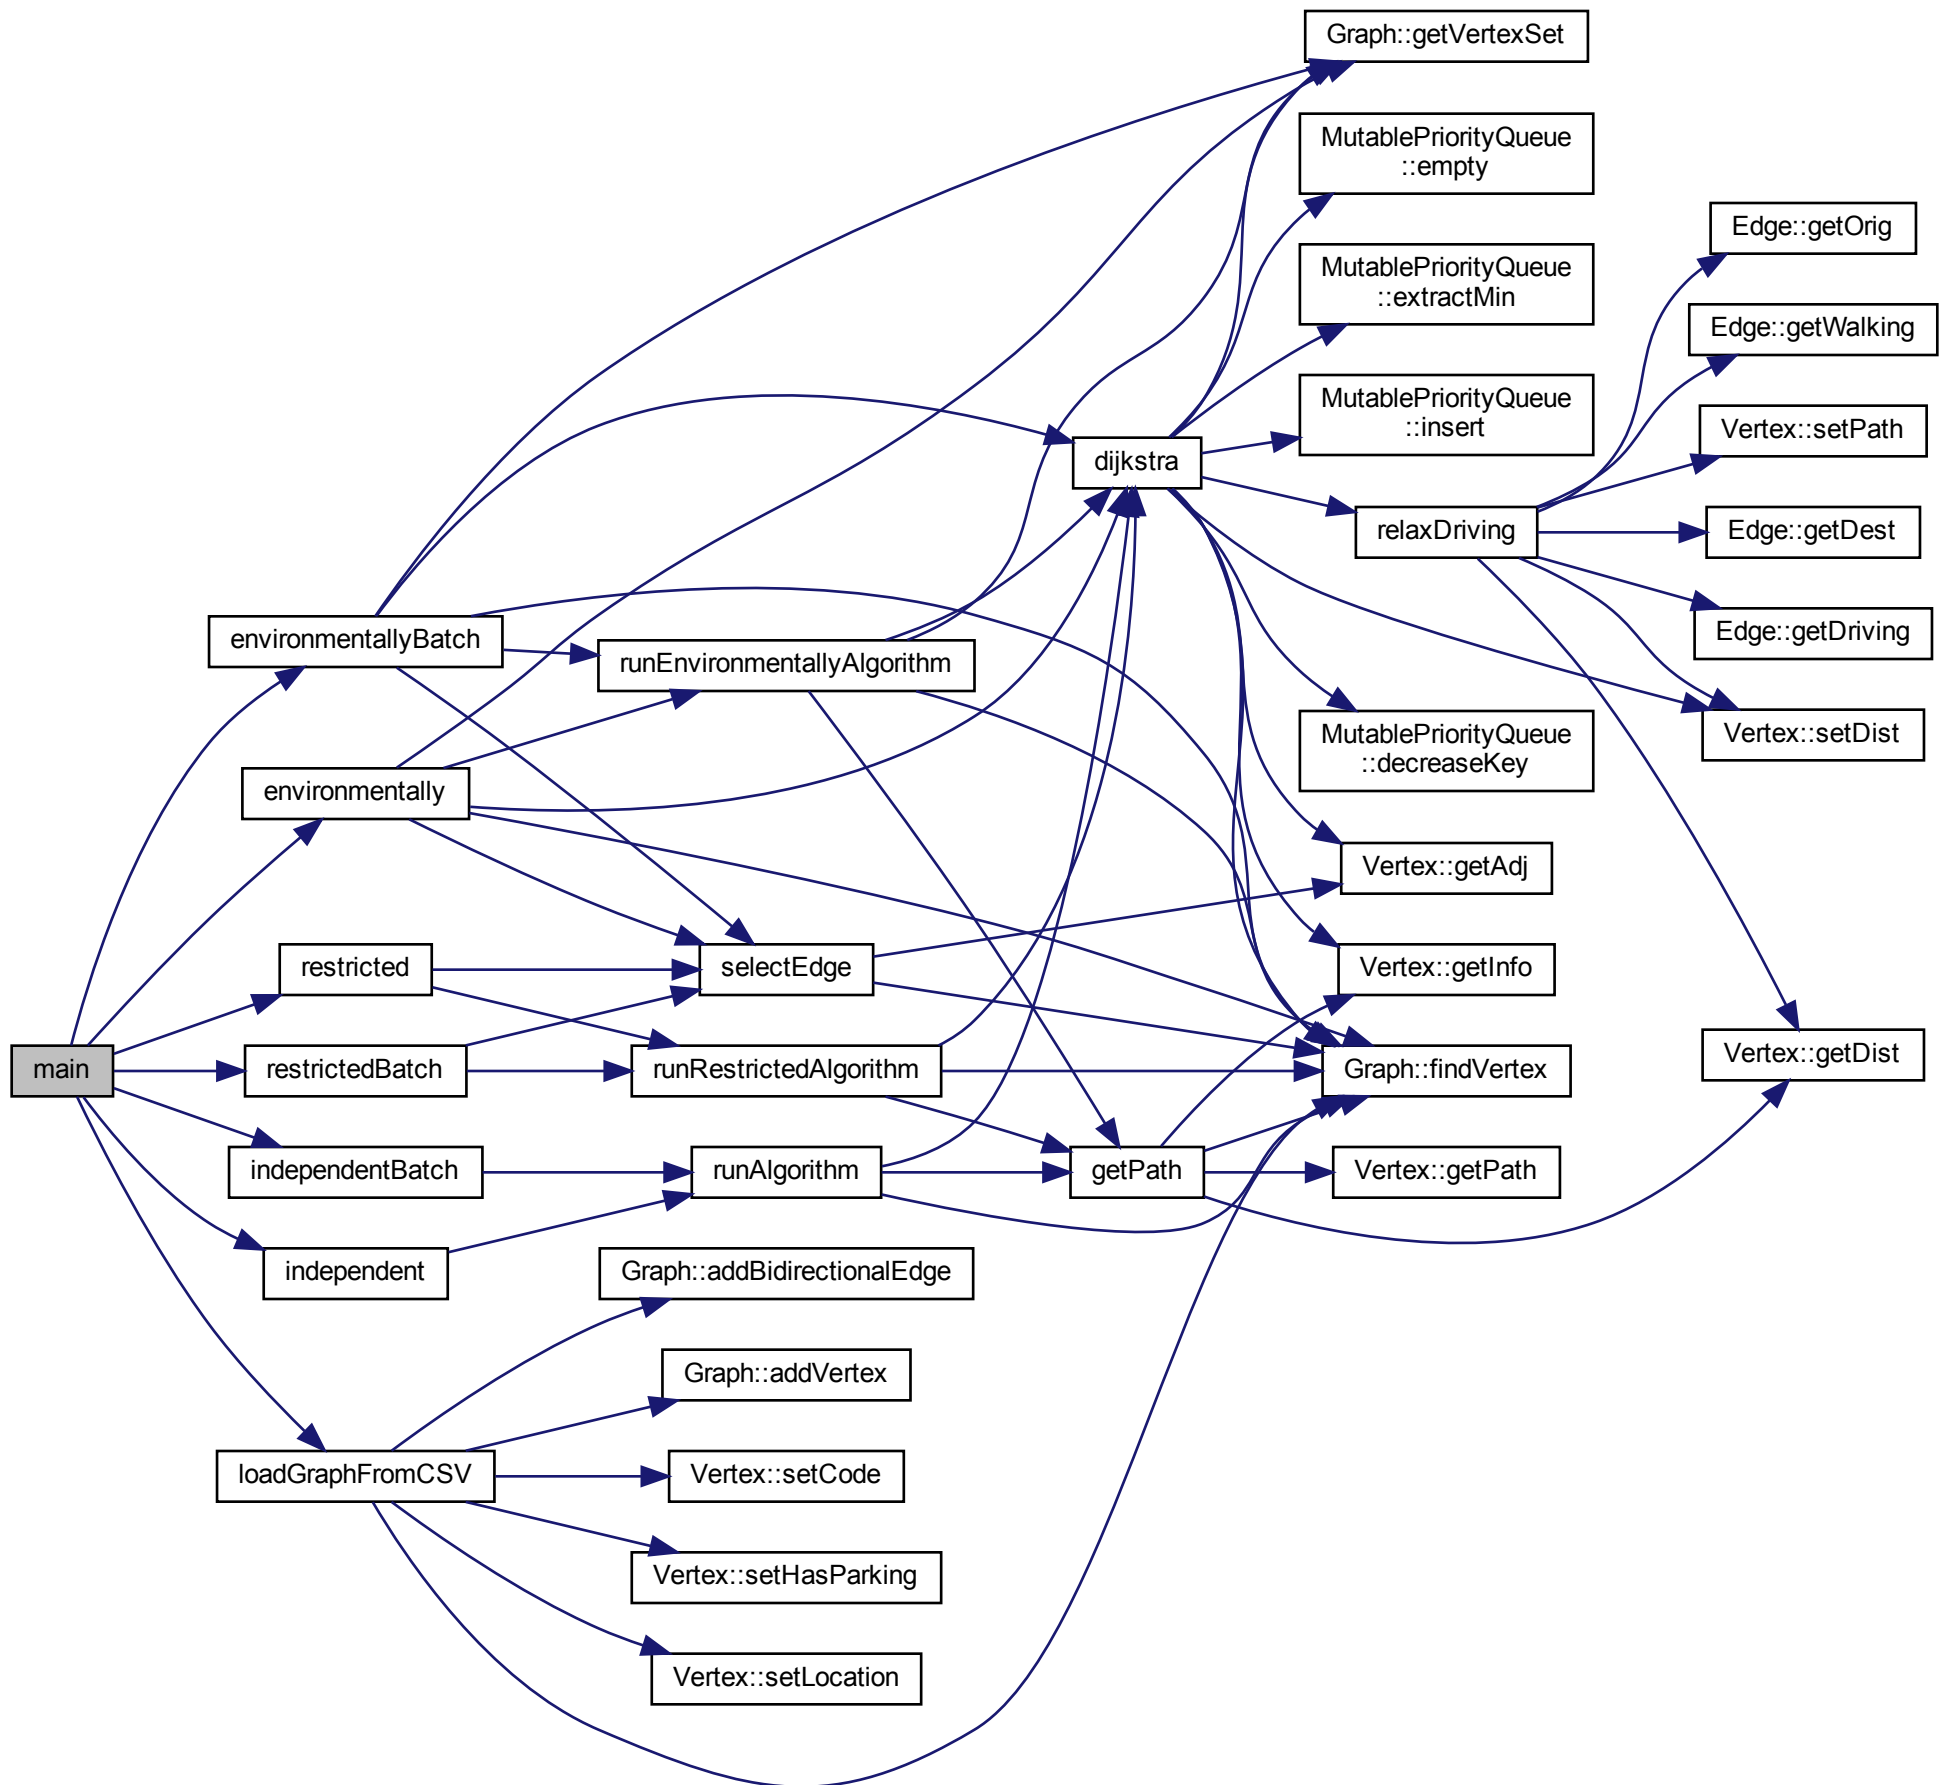 Graph::getVertexSet
MutablePriorityQueue
::empty
Edge::getOrig
MutablePriorityQueue
::extractMin
Edge::getWalking
MutablePriorityQueue
::insert
Vertex::setPath
dijkstra
relaxDriving
Edge::getDest
environmentallyBatch
runEnvironmentallyAlgorithm
Edge::getDriving
MutablePriorityQueue
::decreaseKey
Vertex::setDist
environmentally
Vertex::getAdj
restricted
selectEdge
Vertex::getInfo
main
restrictedBatch
runRestrictedAlgorithm
Graph::findVertex
Vertex::getDist
independentBatch
runAlgorithm
getPath
Vertex::getPath
independent
Graph::addBidirectionalEdge
Graph::addVertex
loadGraphFromCSV
Vertex::setCode
Vertex::setHasParking
Vertex::setLocation